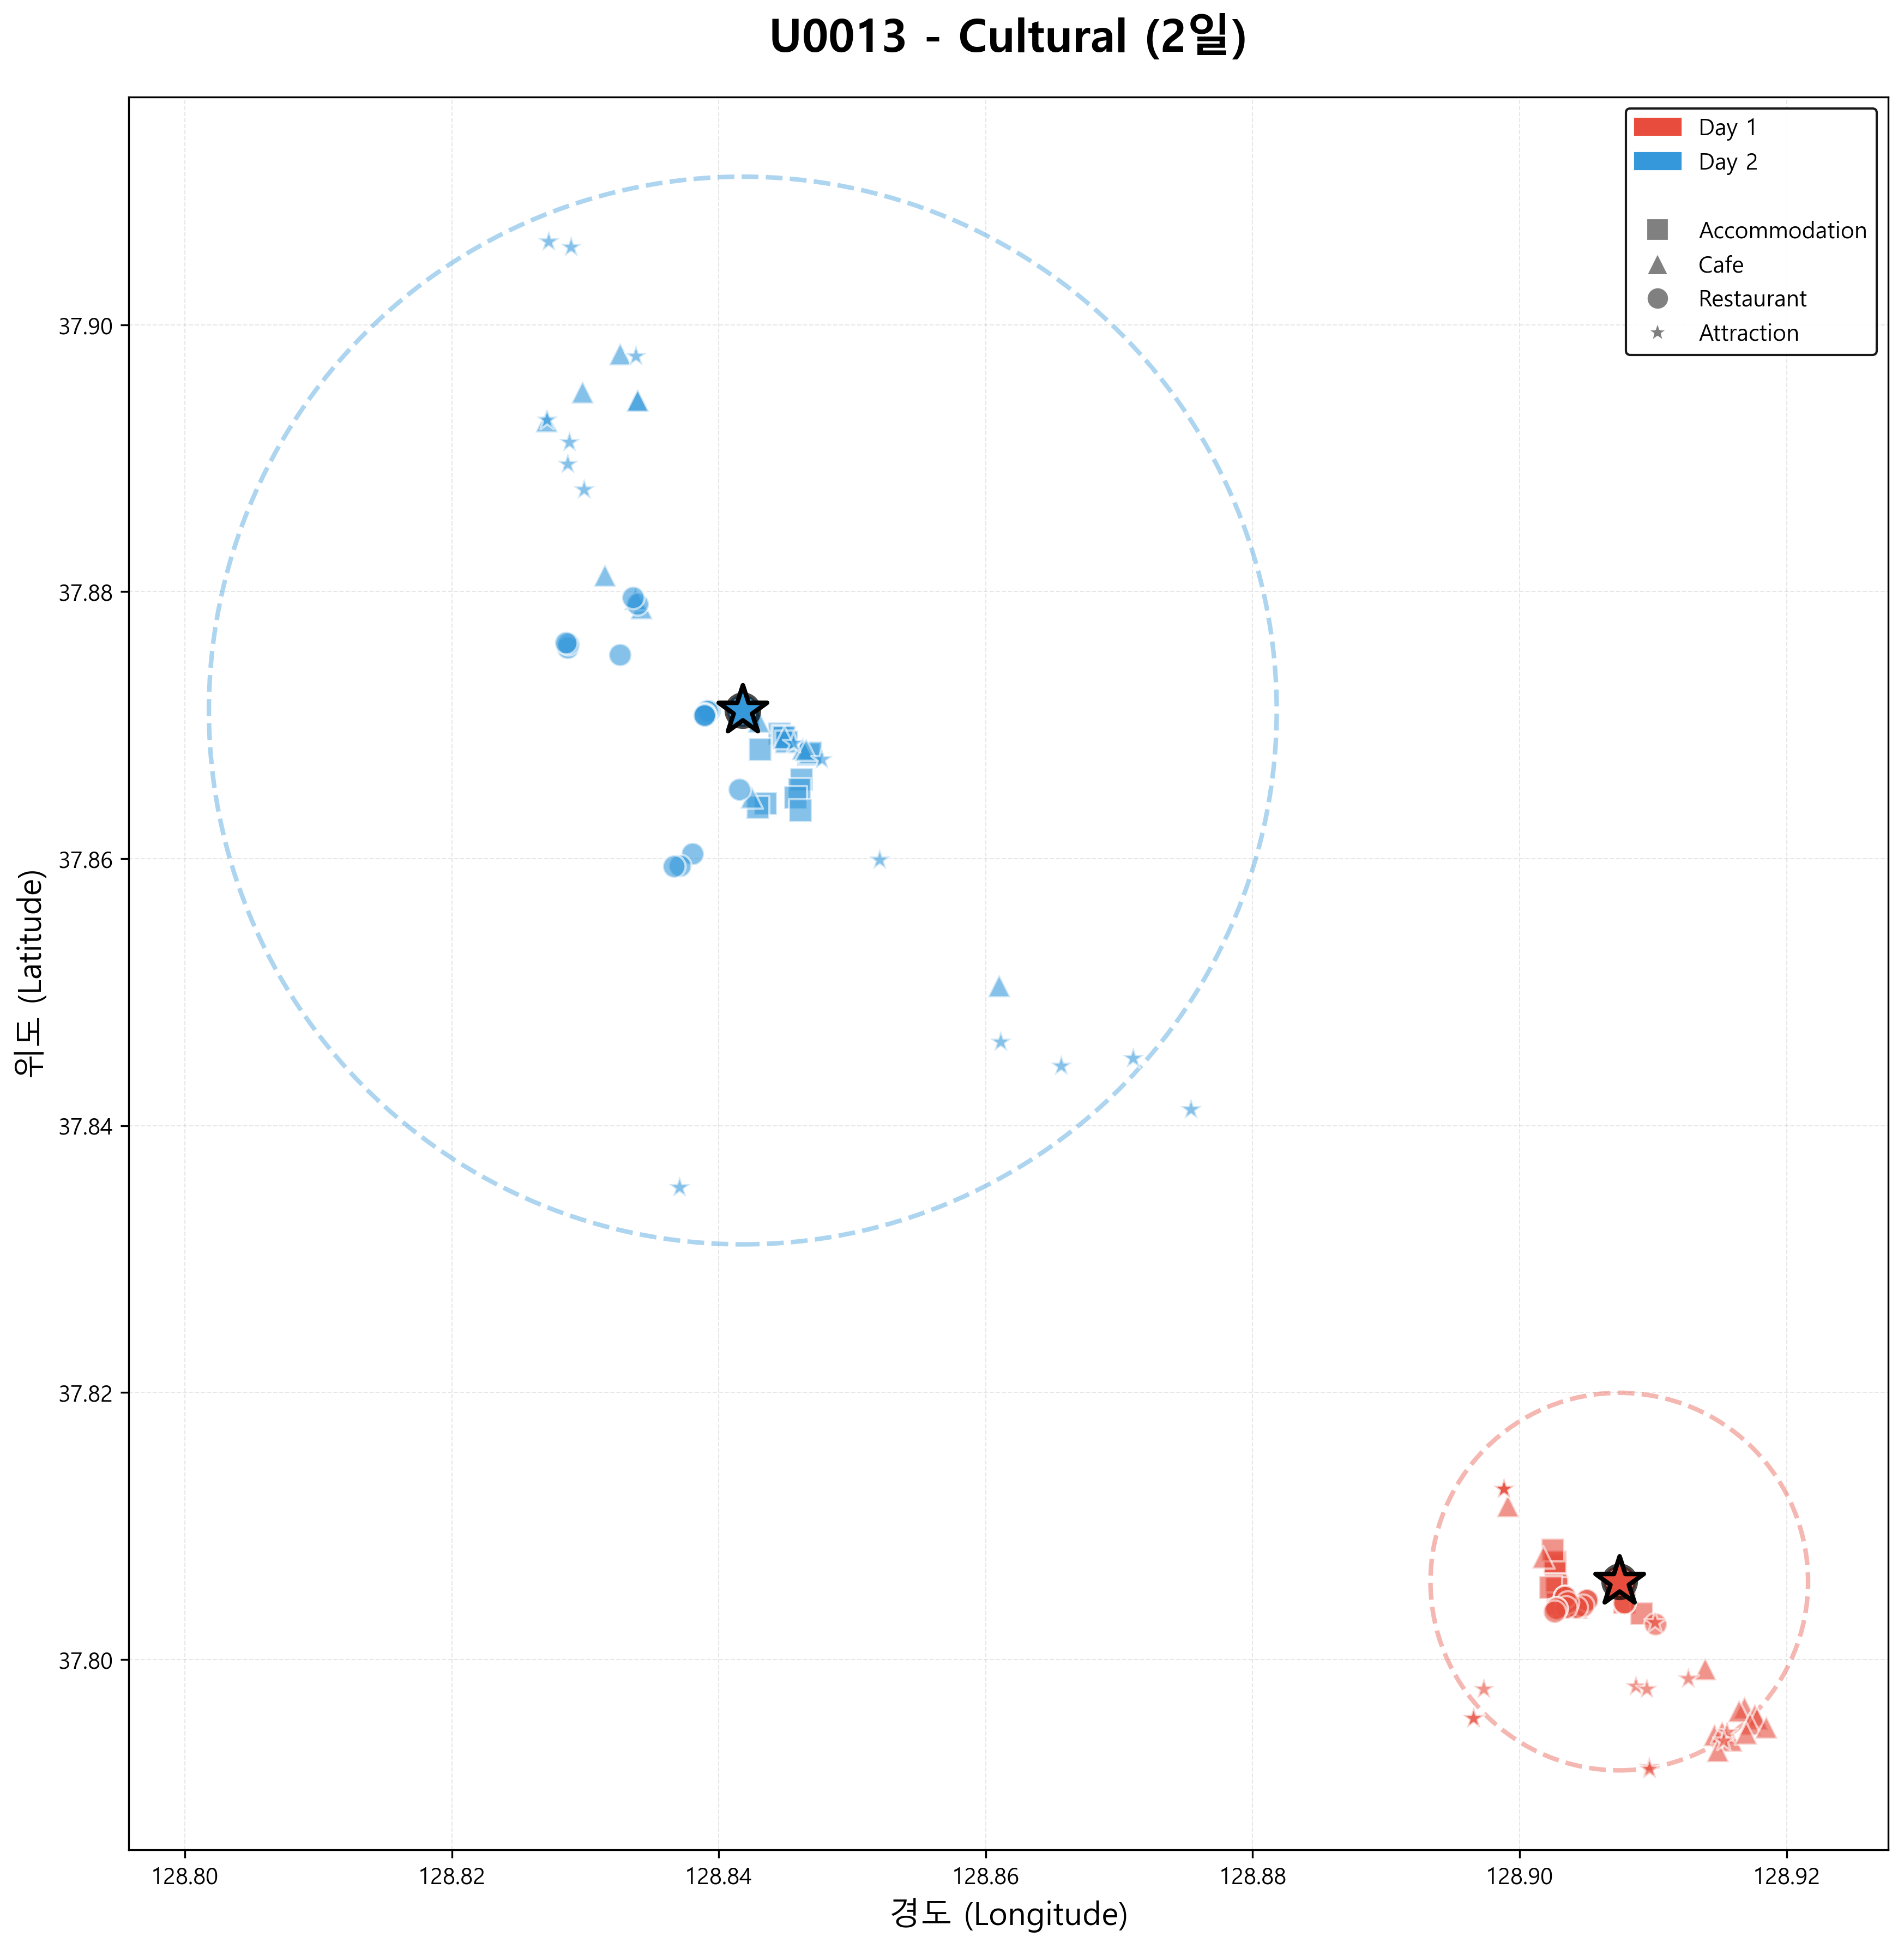 U0013 - Cultural (2일)
Day 1
Day 2
Accommodation
Cafe
Restaurant
Attraction
위도 (Latitude)
37.90
37.88
37.86
37.84
37.82
37.80
128.80
128.82
128.84
128.86
128.88
128.90
128.92
경도 (Longitude)